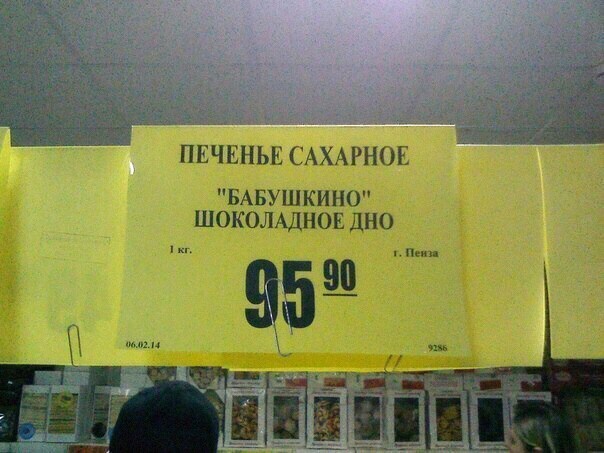 ПЕЧЕНЬЕ САХАРНОЕ
"БАБУШКИНО"
ШОКОЛАДНОЕ ДНО
1 кг.
г. Пенза
95 90
06.02.14
9286